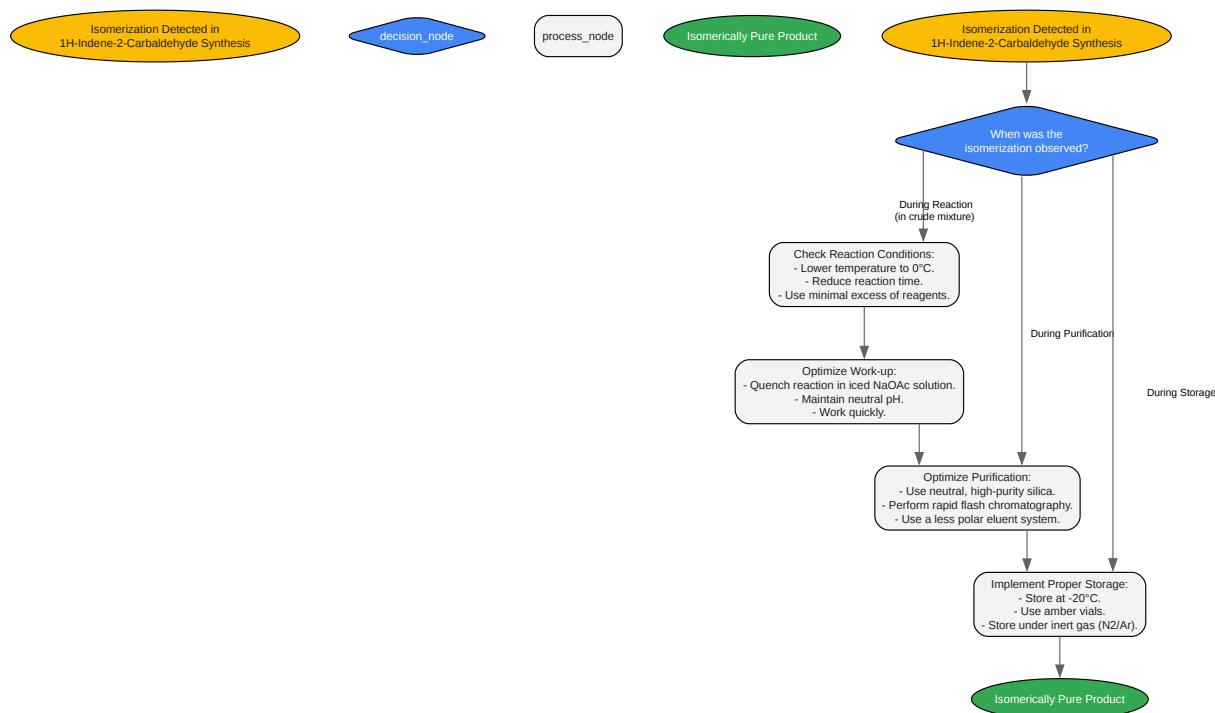 Isomerization Detected in
1H-Indene-2-Carbaldehyde Synthesis
decision_node
process_node
Isomerically Pure Product
Isomerization Detected in
1H-Indene-2-Carbaldehyde Synthesis
When was the
isomerization observed?
During Reaction
(in crude mixture)
Check Reaction Conditions:
- Lower temperature to 0°C.
- Reduce reaction time.
- Use minimal excess of reagents.
During Purification
Optimize Work-up:
- Quench reaction in iced NaOAc solution.
- Maintain neutral pH.
- Work quickly.
During Storage
Optimize Purification:
- Use neutral, high-purity silica.
- Perform rapid flash chromatography.
- Use a less polar eluent system.
Implement Proper Storage:
- Store at -20°C.
- Use amber vials.
- Store under inert gas (N2/Ar).
Isomerically Pure Product